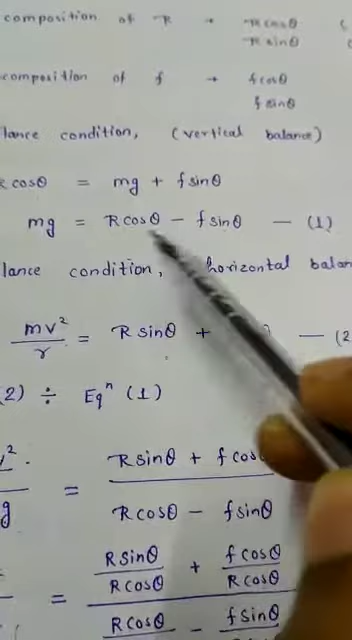 composition of R → R cosθ
R sinθ
composition of f → f cosθ
f sinθ
lance condition, (vertical balance)
R cosθ = mg + f sinθ
mg = R cosθ - f sinθ — (1)
lance condition, horizontal balan
mv²/r = R sinθ + — (2
2) ÷ Eqⁿ (1)
= R sinθ + f cos / R cosθ - f sinθ
g
= R sinθ / R cosθ + f cosθ / R cosθ
R cosθ - f sinθ